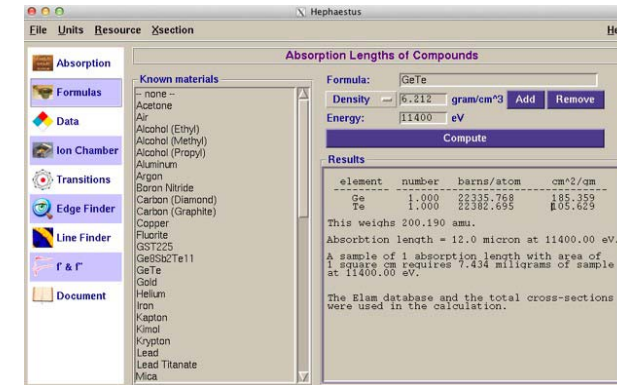 Hephaestus
File Units Resource Xsection
Absorption
Formulas
Data
Ion Chamber
Transitions
Edge Finder
Line Finder
f' & f"
Document
Absorption Lengths of Compounds
Known materials
-- none --
Acetone
Air
Alcohol (Ethyl)
Alcohol (Methyl)
Alcohol (Propyl)
Aluminum
Argon
Boron Nitride
Carbon (Diamond)
Carbon (Graphite)
Copper
Fluorite
GST225
Ge8Sb2Te11
GeTe
Gold
Helium
Iron
Kapton
Kimol
Krypton
Lead
Lead Titanate
Mica
Formula: GeTe
Density 6.212 gram/cm^3 Add Remove
Energy: 11400 eV
Compute
Results
element number barns/atom cm^2/gm
Ge 1.000 22335.768 185.359
Te 1.000 22382.695 105.629
This weighs 200.190 amu.
Absorbtion length = 12.0 micron at 11400.00 eV.
A sample of 1 absorption length with area of
1 square cm requires 7.434 miligrams of sample
at 11400.00 eV.
The Elam database and the total cross-sections
were used in the calculation.